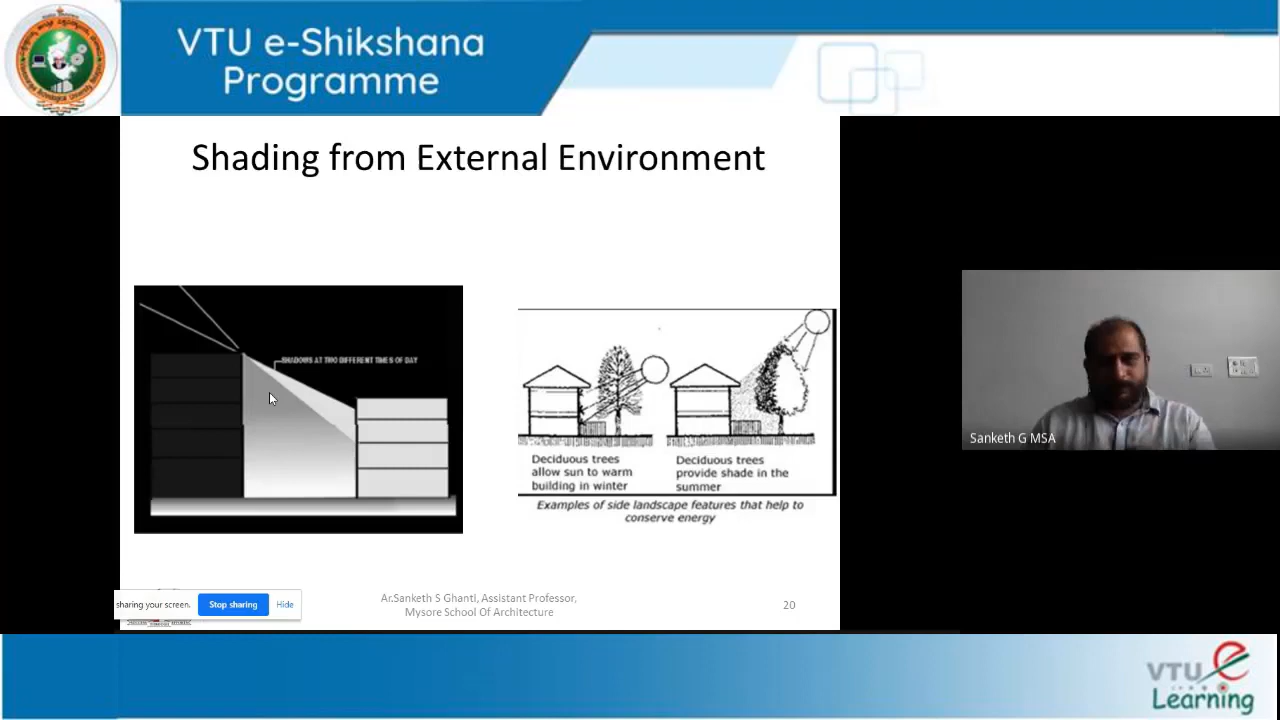 VTU e-Shikshana
Programme
Shading from External Environment
SHADOWS AT TWO DIFFERENT TIMES OF DAY
Deciduous trees
allow sun to warm
building in winter
Deciduous trees
provide shade in the
summer
Examples of side landscape features that help to
conserve energy
Sanketh G MSA
sharing your screen.
Stop sharing
Hide
Ar.Sanketh S Ghanti, Assistant Professor,
Mysore School Of Architecture
20
VTU e
Learning